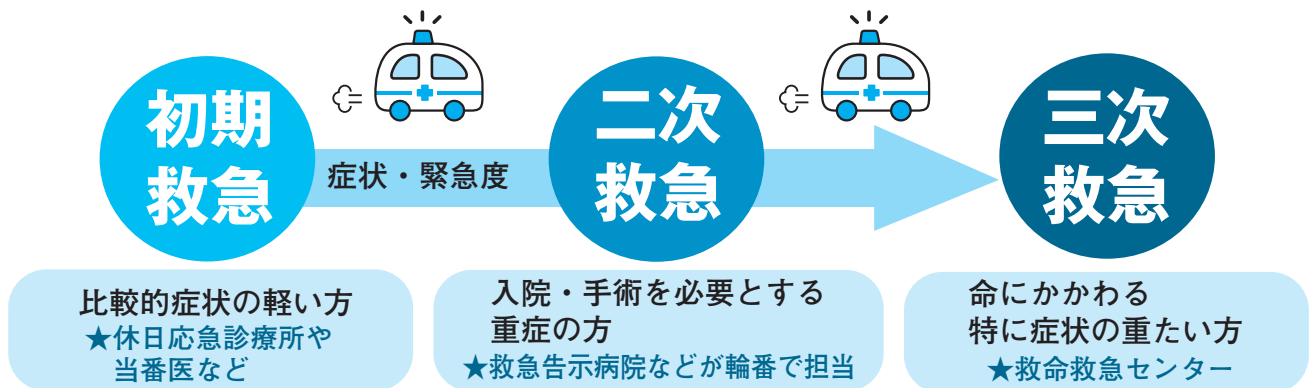 初期
救急
症状・緊急度
二次
救急
三次
救急
比較的症状の軽い方
★休日応急診療所や
当番医など
入院・手術を必要とする
重症の方
★救急告示病院などが輪番で担当
命にかかわる
特に症状の重たい方
★救命救急センター